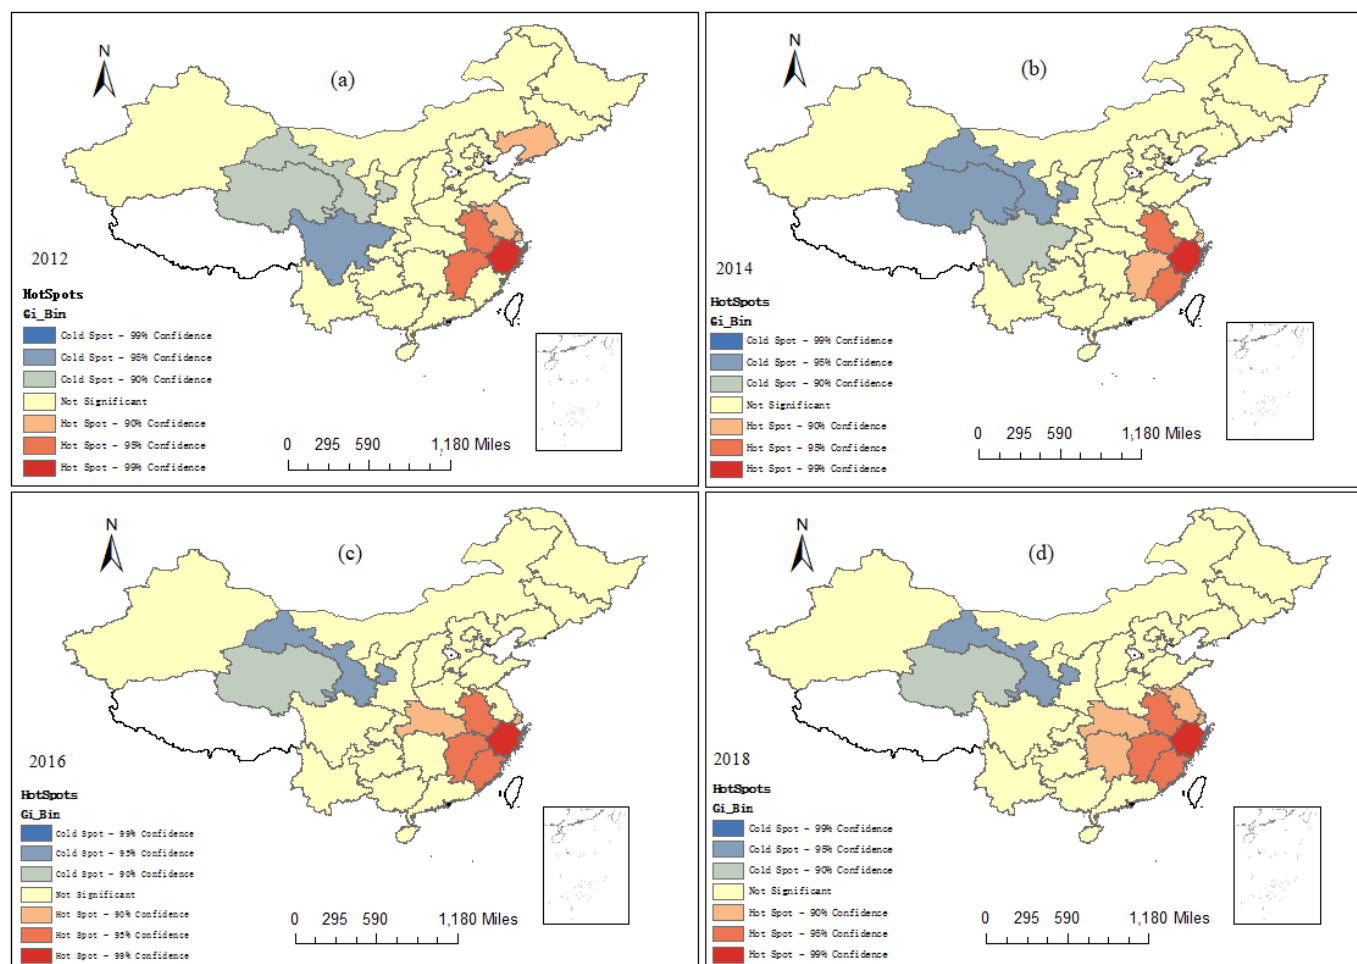 N
(a)
2012
HotSpots
Gi_Bin
Cold Spot - 99% Confidence
Cold Spot - 95% Confidence
Cold Spot - 90% Confidence
Not Significant
Hot Spot - 90% Confidence
Hot Spot - 95% Confidence
Hot Spot - 99% Confidence
0 295 590 1,180 Miles
N
(b)
2014
HotSpots
Gi_Bin
Cold Spot - 99% Confidence
Cold Spot - 95% Confidence
Cold Spot - 90% Confidence
Not Significant
Hot Spot - 90% Confidence
Hot Spot - 95% Confidence
Hot Spot - 99% Confidence
0 295 590 1,180 Miles
N
(c)
2016
HotSpots
Gi_Bin
Cold Spot - 99% Confidence
Cold Spot - 95% Confidence
Cold Spot - 90% Confidence
Not Significant
Hot Spot - 90% Confidence
Hot Spot - 95% Confidence
Hot Spot - 99% Confidence
0 295 590 1,180 Miles
N
(d)
2018
HotSpots
Gi_Bin
Cold Spot - 99% Confidence
Cold Spot - 95% Confidence
Cold Spot - 90% Confidence
Not Significant
Hot Spot - 90% Confidence
Hot Spot - 95% Confidence
Hot Spot - 99% Confidence
0 295 590 1,180 Miles